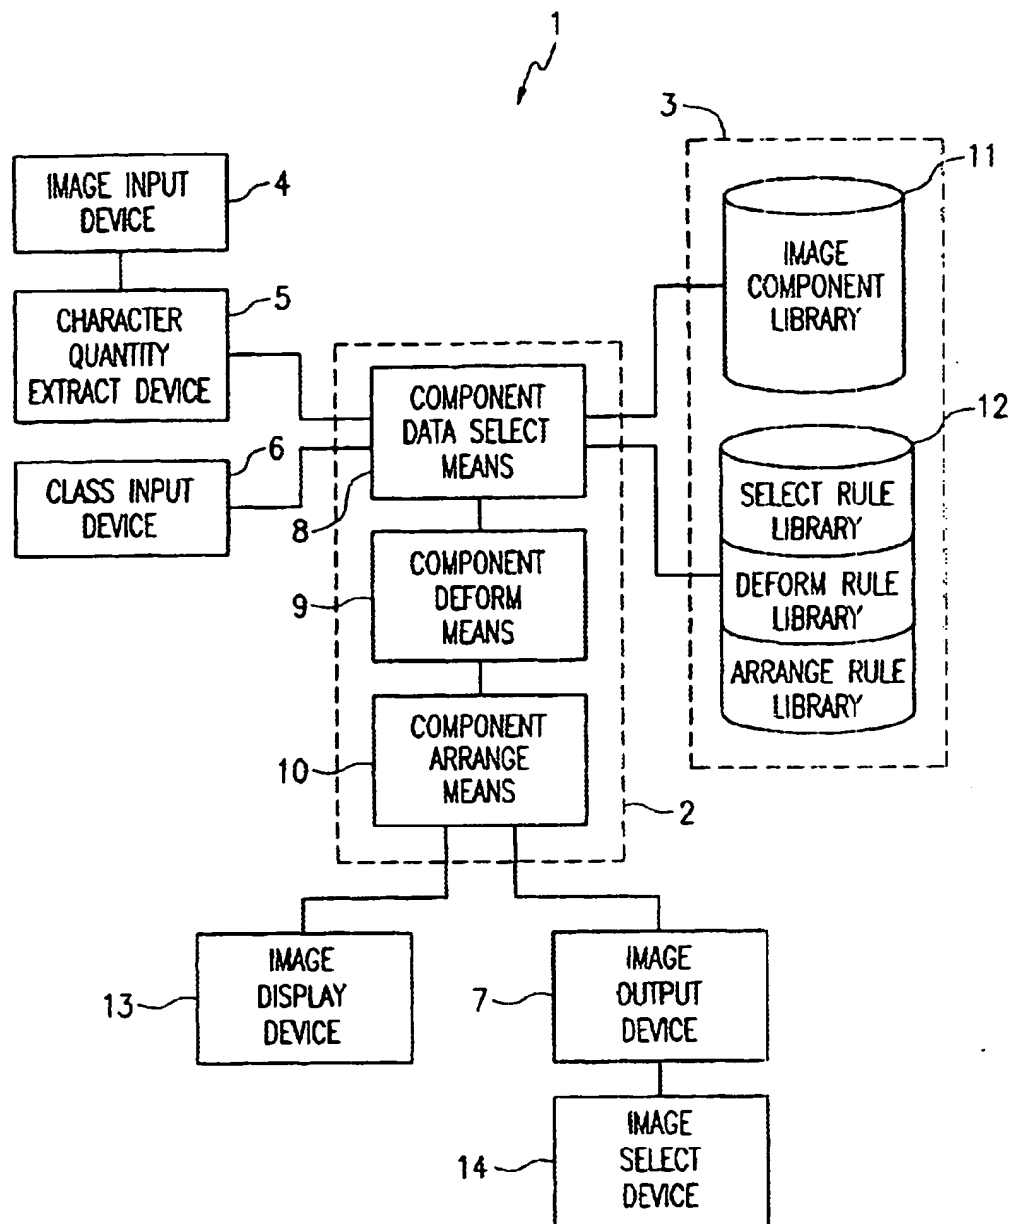 1
3
11
IMAGE INPUT
DEVICE
4
IMAGE
COMPONENT
LIBRARY
CHARACTER
QUANTITY
EXTRACT DEVICE
5
COMPONENT
DATA SELECT
MEANS
8
12
CLASS INPUT
DEVICE
6
SELECT RULE
LIBRARY
DEFORM RULE
LIBRARY
ARRANGE RULE
LIBRARY
COMPONENT
DEFORM
MEANS
9
COMPONENT
ARRANGE
MEANS
10
2
IMAGE
DISPLAY
DEVICE
13
IMAGE
OUTPUT
DEVICE
7
IMAGE
SELECT
DEVICE
14